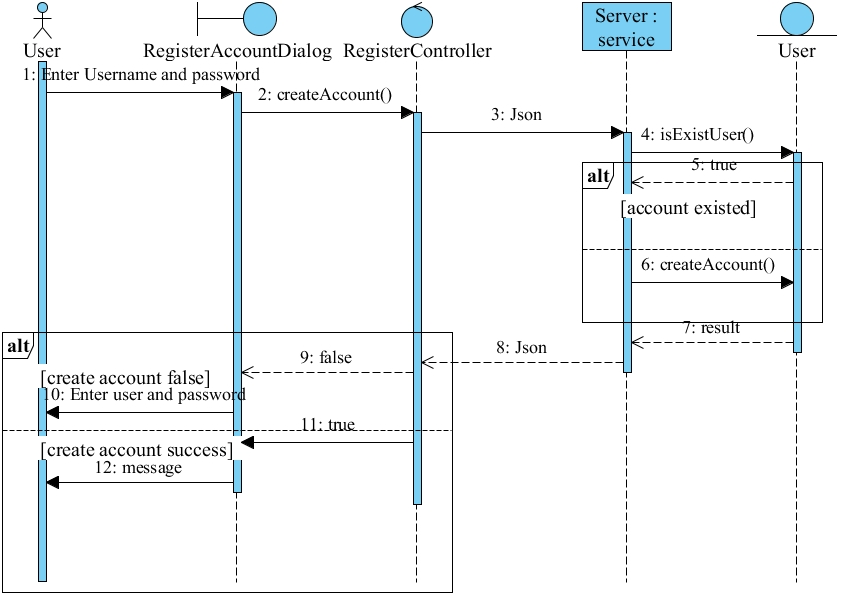 User
RegisterAccountDialog
RegisterController
Server :
service
User
1: Enter Username and password
2: createAccount()
3: Json
4: isExistUser()
alt
5: true
[account existed]
6: createAccount()
7: result
8: Json
alt
9: false
[create account false]
10: Enter user and password
11: true
[create account success]
12: message